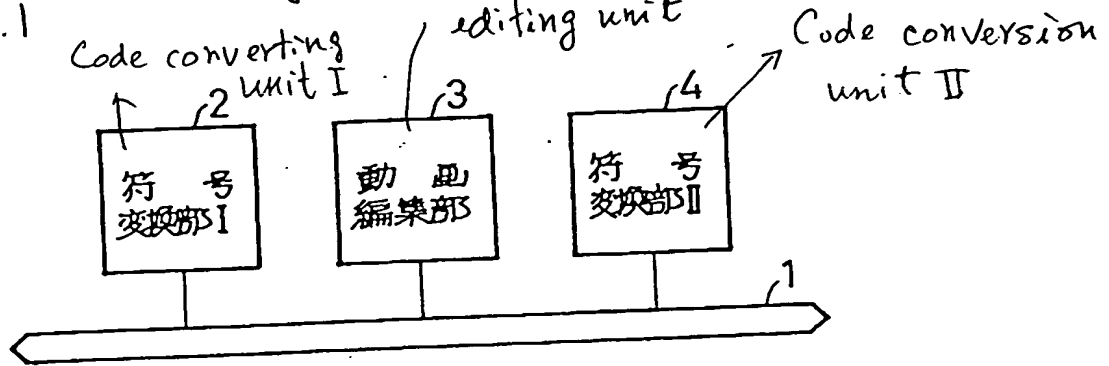 .1
editing unit
Code converting
unit I
Code conversion
unit II
2
3
4
符 号
変換部I
動 画
編集部
符 号
変換部II
1